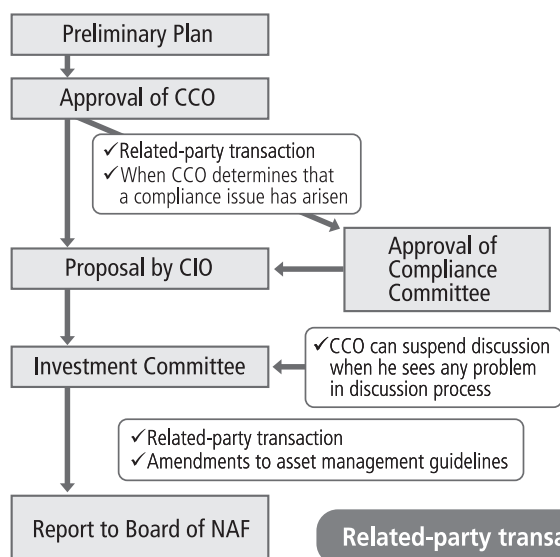 Preliminary Plan
Approval of CCO
✓Related-party transaction
✓When CCO determines that
a compliance issue has arisen
Approval of
Compliance
Committee
Proposal by CIO
Investment Committee
✓CCO can suspend discussion
when he sees any problem
in discussion process
✓Related-party transaction
✓Amendments to asset management guidelines
Report to Board of NAF
Related-party transa